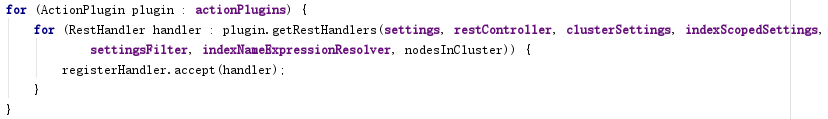 for (ActionPlugin plugin : actionPlugins) {
    for (RestHandler handler : plugin.getRestHandlers(settings, restController, clusterSettings, indexScopedSettings,
            settingsFilter, indexNameExpressionResolver, nodesInCluster)) {
        registerHandler.accept(handler);
    }
}